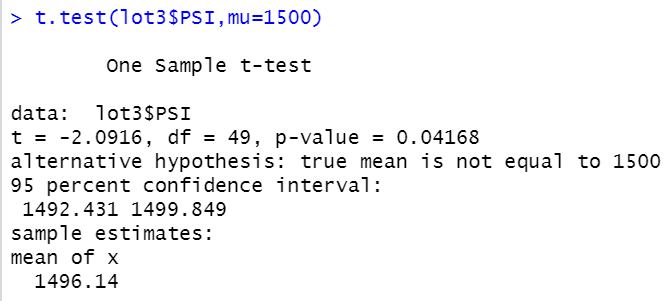 > t.test(lot3$PSI,mu=1500)
One Sample t-test
data: lot3$PSI
t = -2.0916, df = 49, p-value = 0.04168
alternative hypothesis: true mean is not equal to 1500
95 percent confidence interval:
1492.431 1499.849
sample estimates:
mean of x
1496.14